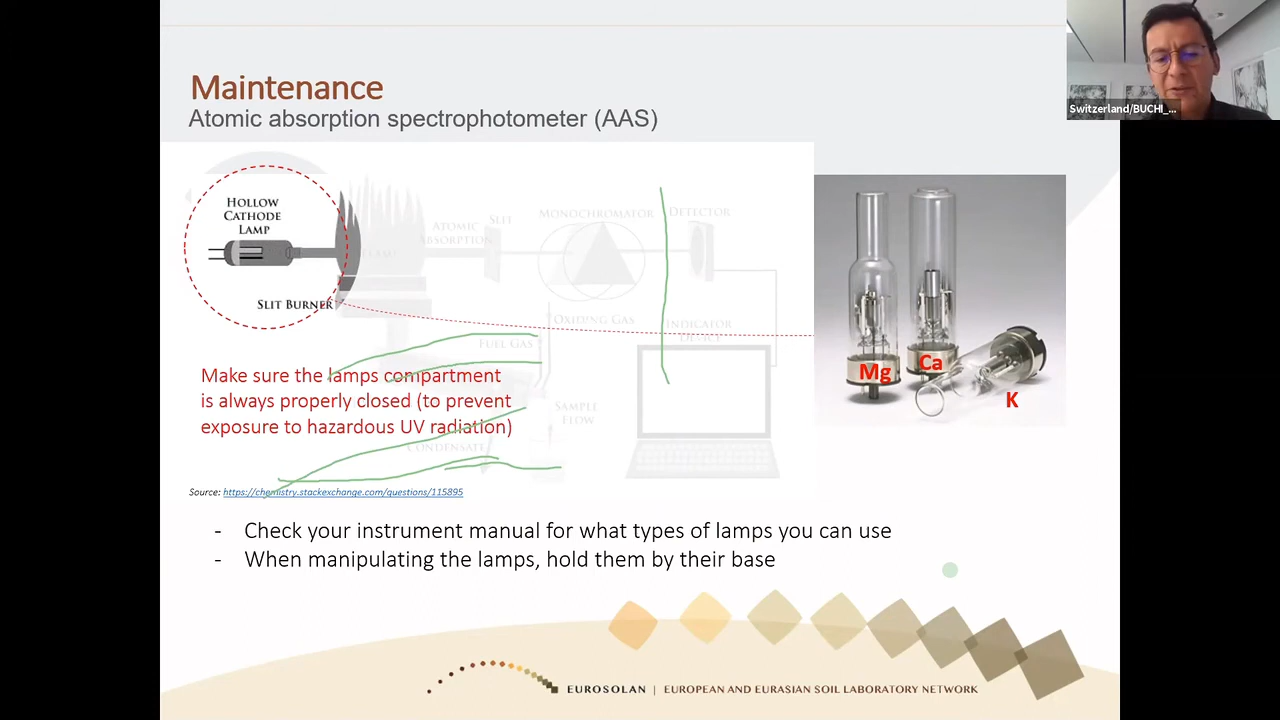 Maintenance
Atomic absorption spectrophotometer (AAS)
Switzerland/BUCHI_...
HOLLOW
CATHODE
LAMP
SLIT BURNER
ATOMIC
ABSORPTION
SLIT
MONOCHROMATOR
DETECTOR
FLAME
OXIDING GAS
FUEL GAS
INDICATOR
DEVICE
SAMPLE
FLOW
CONDENSATE
Make sure the lamps compartment
is always properly closed (to prevent
exposure to hazardous UV radiation)
Mg
Ca
K
Source: https://chemistry.stackexchange.com/questions/115895
- Check your instrument manual for what types of lamps you can use
- When manipulating the lamps, hold them by their base
EUROSOLAN | EUROPEAN AND EURASIAN SOIL LABORATORY NETWORK